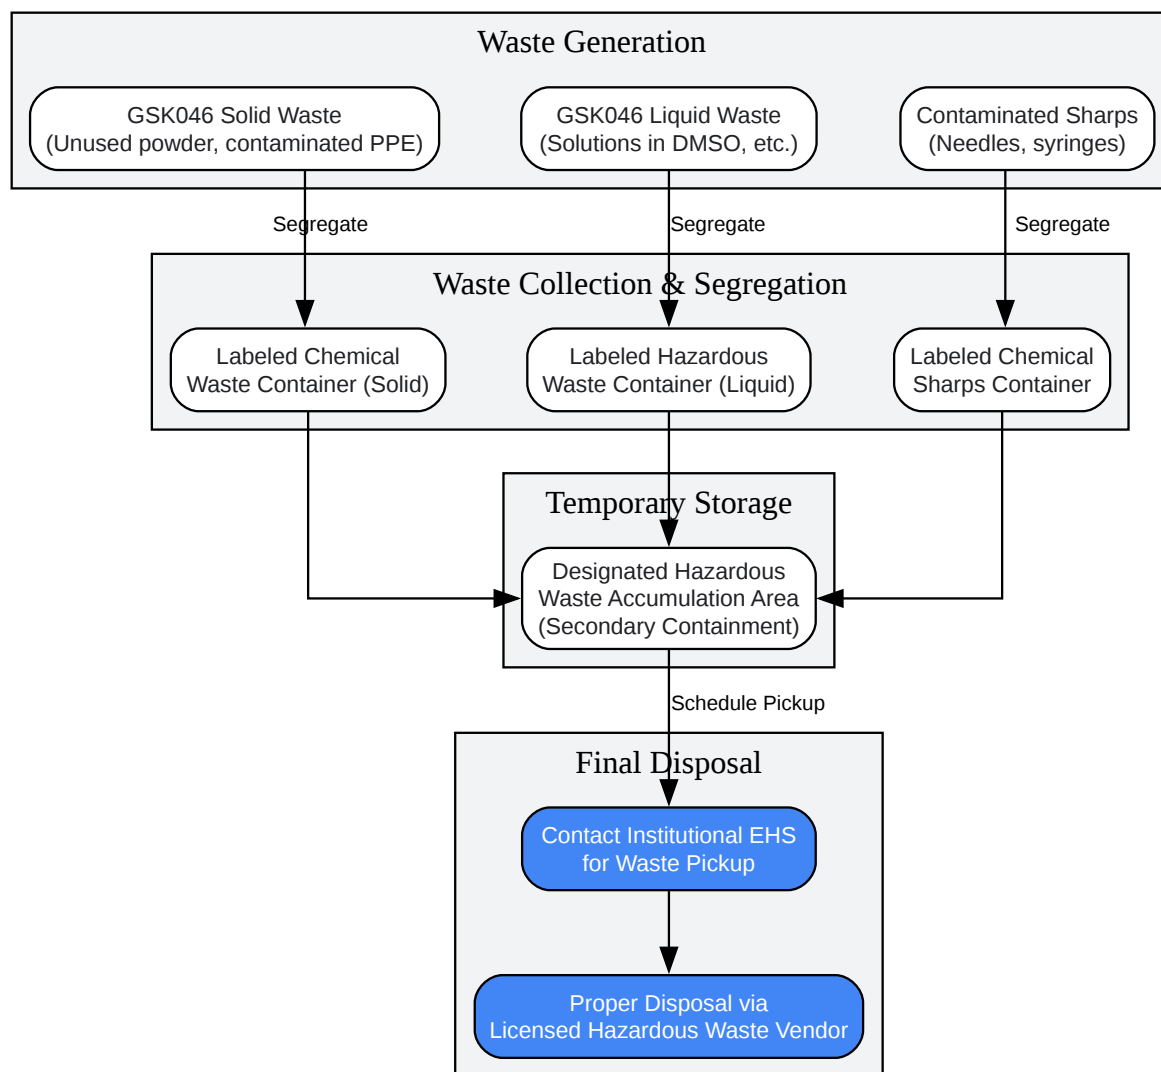 Waste Generation
GSK046 Solid Waste
(Unused powder, contaminated PPE)
GSK046 Liquid Waste
(Solutions in DMSO, etc.)
Contaminated Sharps
(Needles, syringes)
Segregate
Segregate
Segregate
Waste Collection & Segregation
Labeled Chemical
Waste Container (Solid)
Labeled Hazardous
Waste Container (Liquid)
Labeled Chemical
Sharps Container
Temporary Storage
Designated Hazardous
Waste Accumulation Area
(Secondary Containment)
Schedule Pickup
Final Disposal
Contact Institutional EHS
for Waste Pickup
Proper Disposal via
Licensed Hazardous Waste Vendor